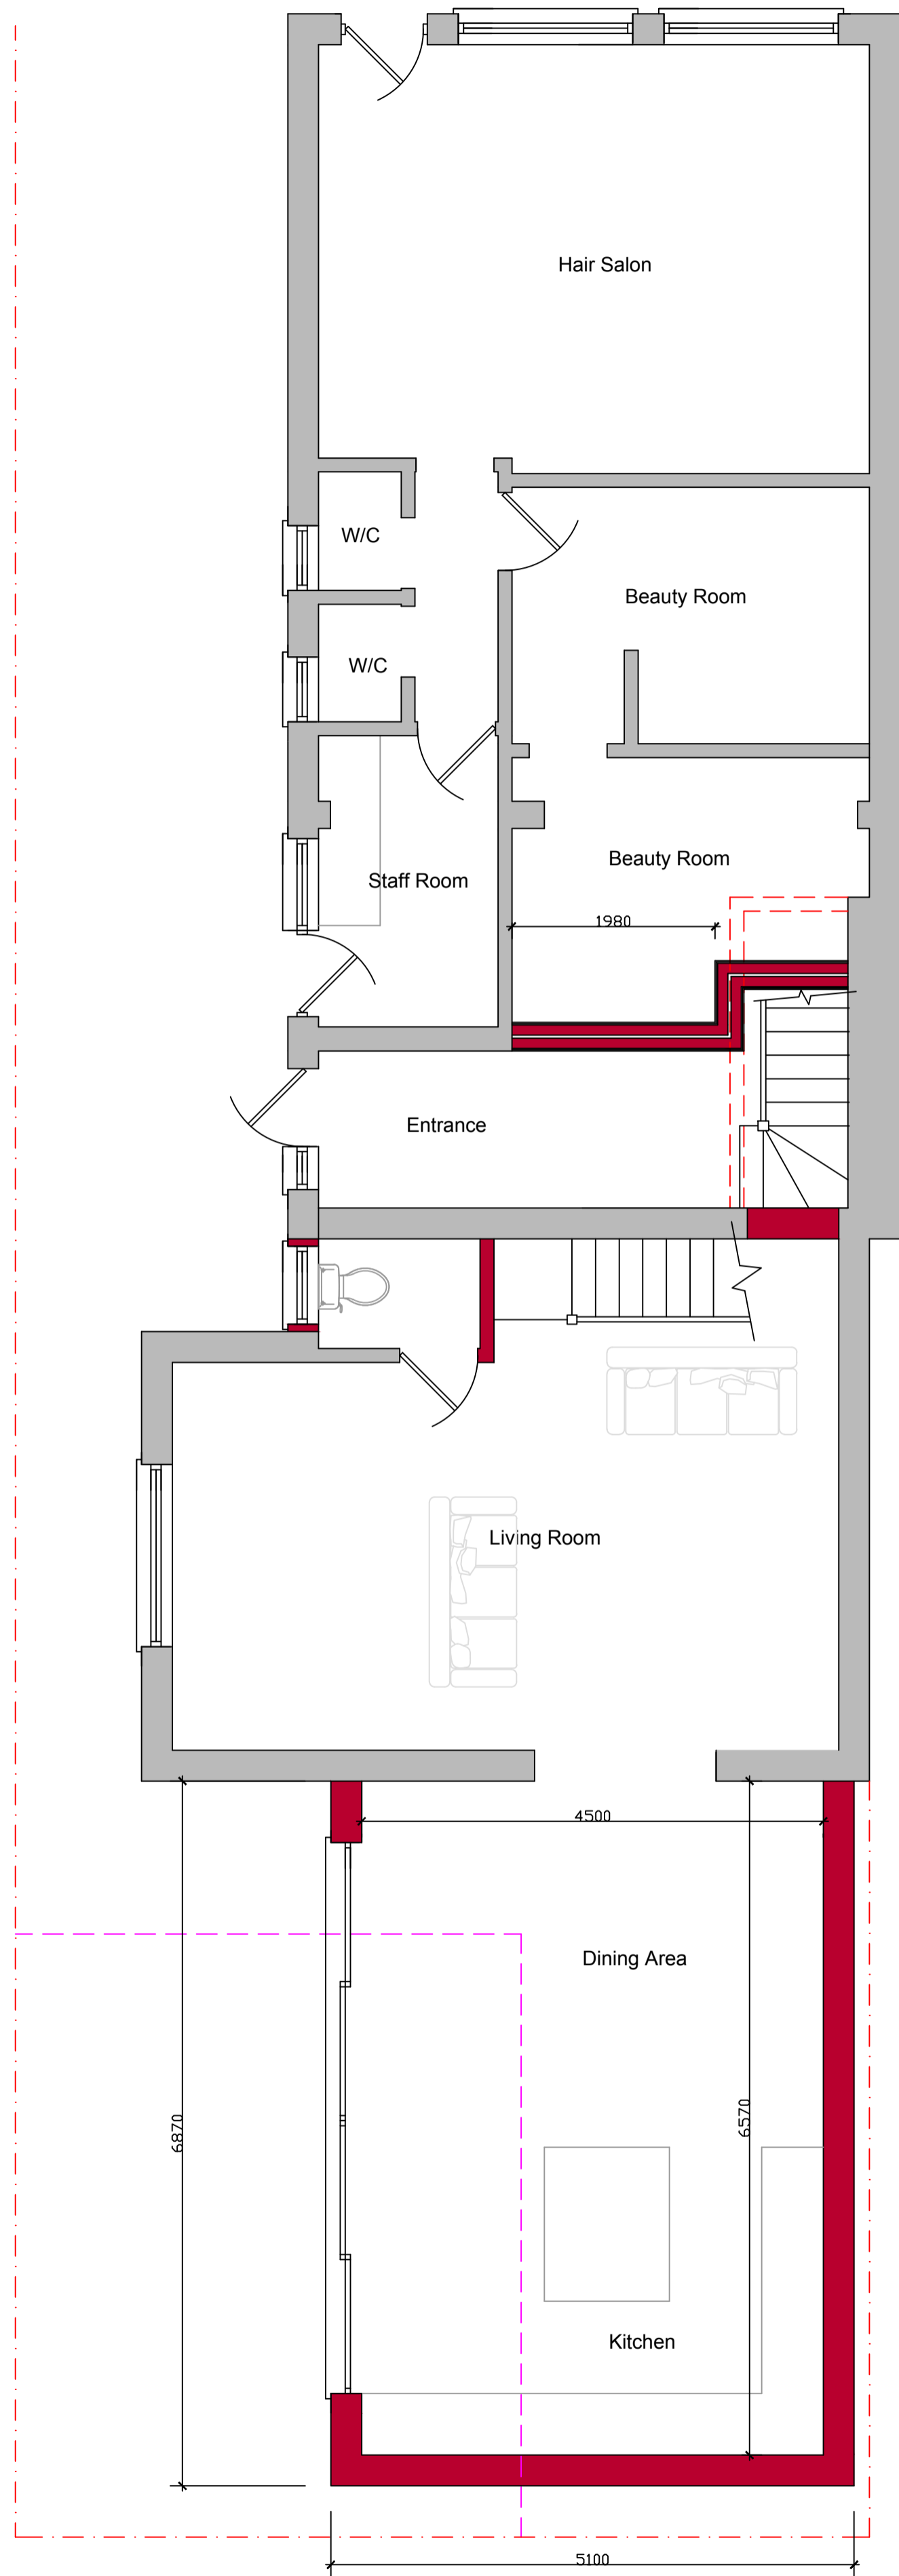 Hair Salon
W/C
Beauty Room
W/C
Beauty Room
Staff Room
1980
Entrance
Living Room
4500
Dining Area
6870
6570
Kitchen
5100